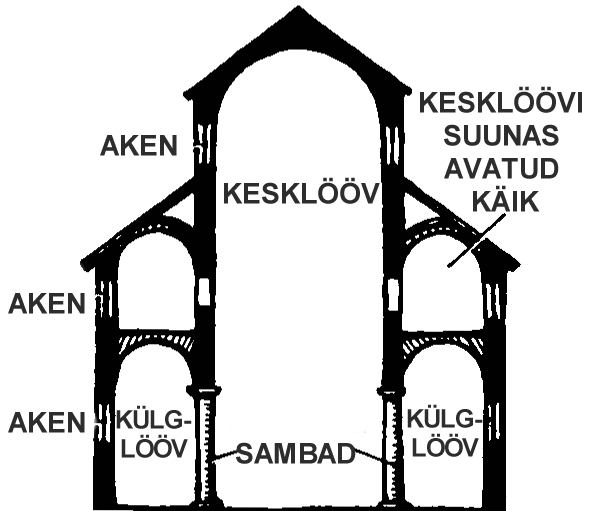 KESKLÖÖVI
SUUNAS
AVATUD
KÄIK
AKEN
KESKLÖÖV
AKEN
AKEN
KÜLG-
LÖÖV
KÜLG-
LÖÖV
SAMBAD